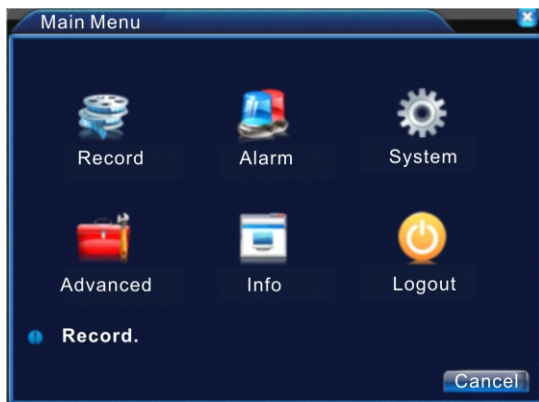 Main Menu
Record Alarm System
Advanced Info Logout
Record.
Cancel